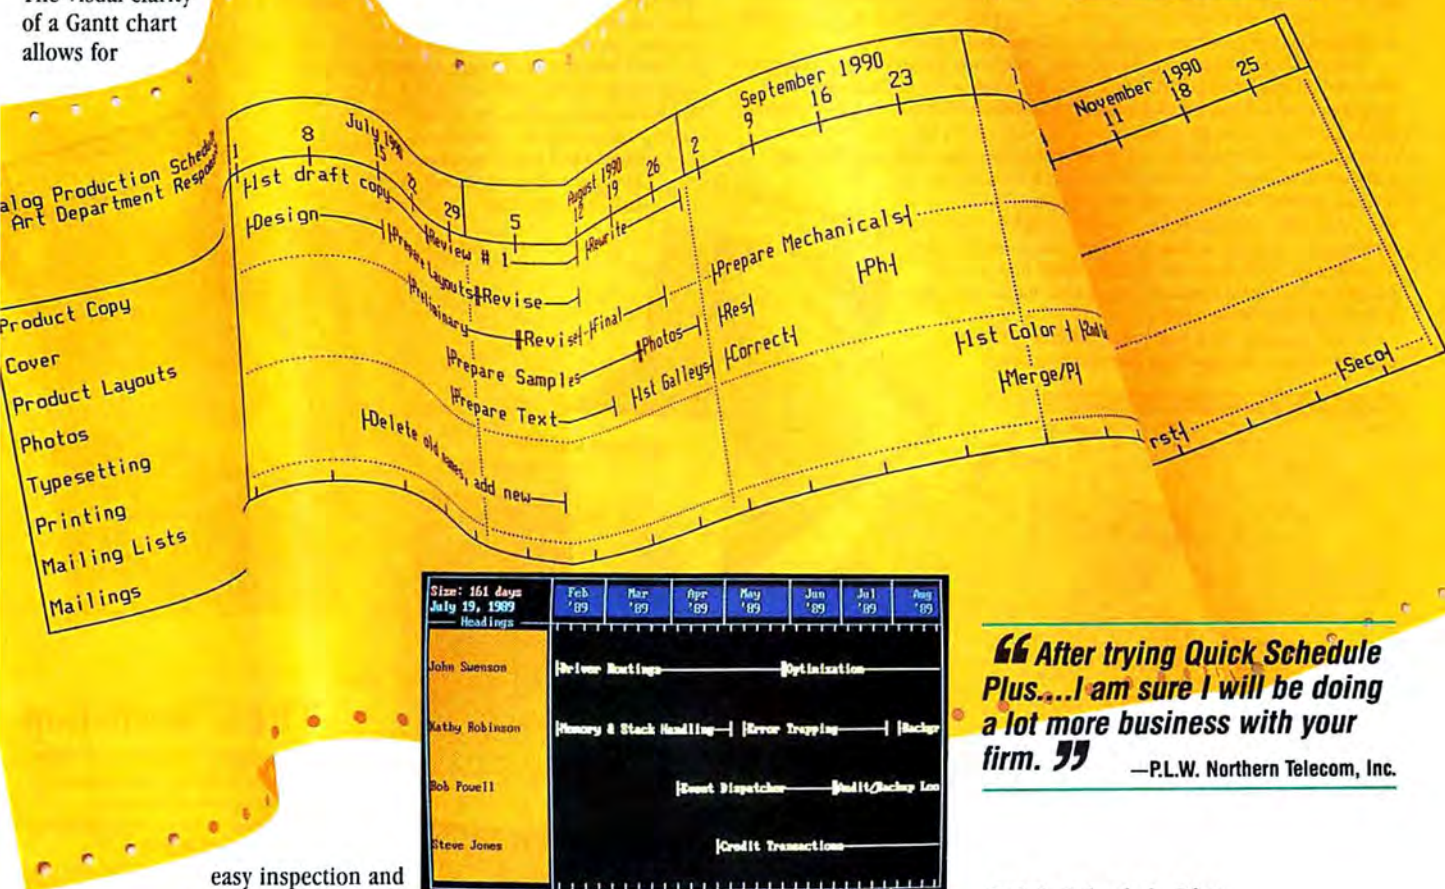 of a Gantt chart
allows for
alog Production Schedule
Art Department
July 1990
1 8 15 22 29
August 1990
5 12 19 26
September 1990
2 9 16 23
November 1990
11 18 25
Product Copy
Cover
Product Layouts
Photos
Typesetting
Printing
Mailing Lists
Mailings
1st draft copy
Review # 1
Rewrite
Design
Prepare Layouts
Revise
Prepare Mechanicals
Preliminary
Revise
Final
Ph
Prepare Samples
Photos
Res
Prepare Text
1st Galleys
Correct
1st Color
2nd
Merge/P
Delete old names, add new
rst
Seco
Size: 161 days
July 19, 1989
Headings
Feb '89 Mar '89 Apr '89 May '89 Jun '89 Jul '89 Aug '89
John Swenson
Driver Routings Optimization
Kathy Robinson
Memory & Stack Handling Error Trapping Backgr
Bob Powell
Event Dispatcher Audit/Backup Loo
Steve Jones
Credit Transactions
“After trying Quick Schedule
Plus....I am sure I will be doing
a lot more business with your
firm.” —P.L.W. Northern Telecom, Inc.
easy inspection and